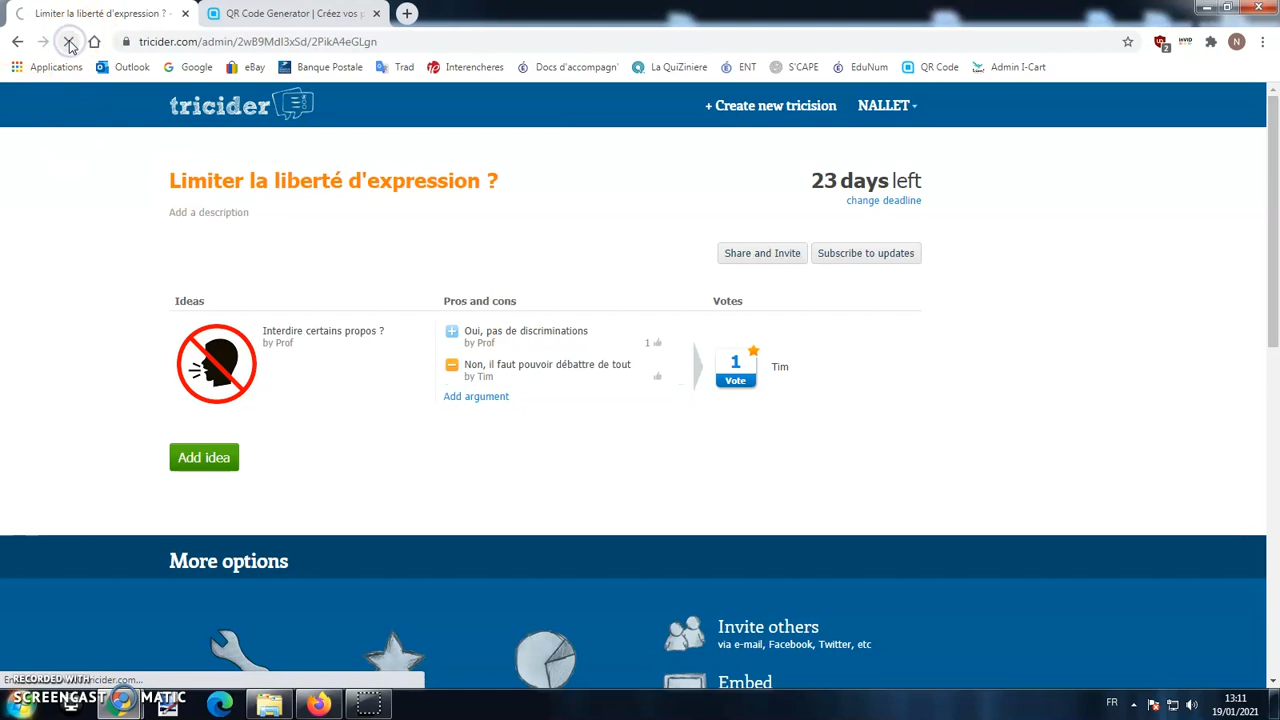 Limiter la liberté d'expression ? -
QR Code Generator | Créez vos p
tricider.com/admin/2wB9MdI3xSd/2PikA4eGLgn
2
N
Applications Outlook Google eBay Banque Postale Trad Interencheres Docs d'accompagn' La QuiZiniere ENT S'CAPE EduNum QR Code Admin I-Cart
tricider
+ Create new tricision NALLET
Limiter la liberté d'expression ?
23 days left
change deadline
Add a description
Share and Invite Subscribe to updates
Ideas Pros and cons Votes
Interdire certains propos ?
by Prof
Oui, pas de discriminations
by Prof 1
Non, il faut pouvoir débattre de tout
by Tim
Add argument
1
Vote
Tim
Add idea
More options
Invite others
via e-mail, Facebook, Twitter, etc
Embed
RECORDED WITH
SCREENCAST MATIC
FR
13:11
19/01/2021